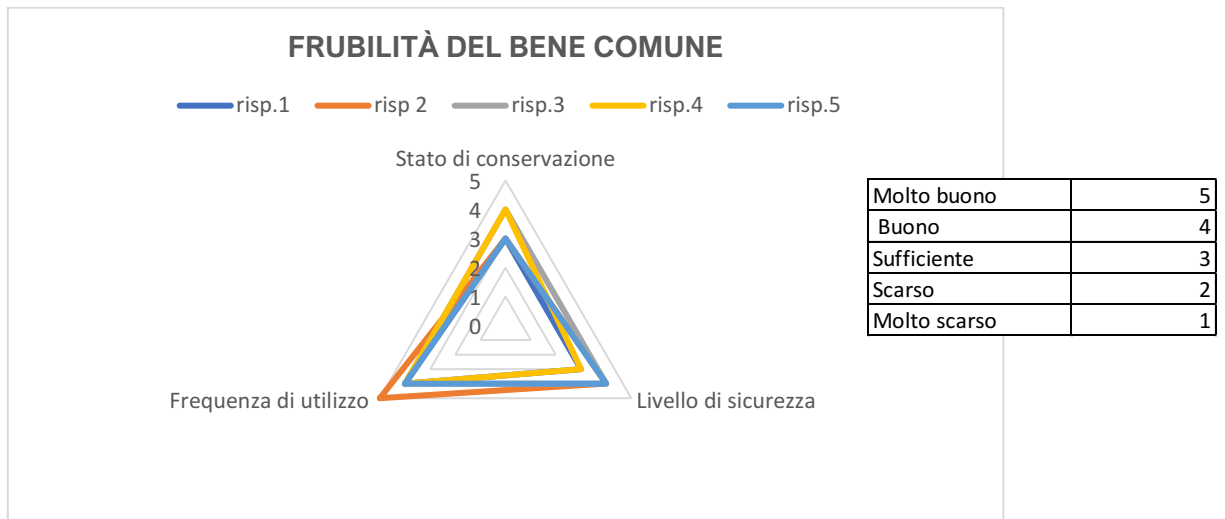 FRUBILITÀ DEL BENE COMUNE
risp.1 risp 2 risp.3 risp.4 risp.5
Stato di conservazione
5
4
3
2
1
0
Frequenza di utilizzo
Livello di sicurezza
Molto buono 5
Buono 4
Sufficiente 3
Scarso 2
Molto scarso 1